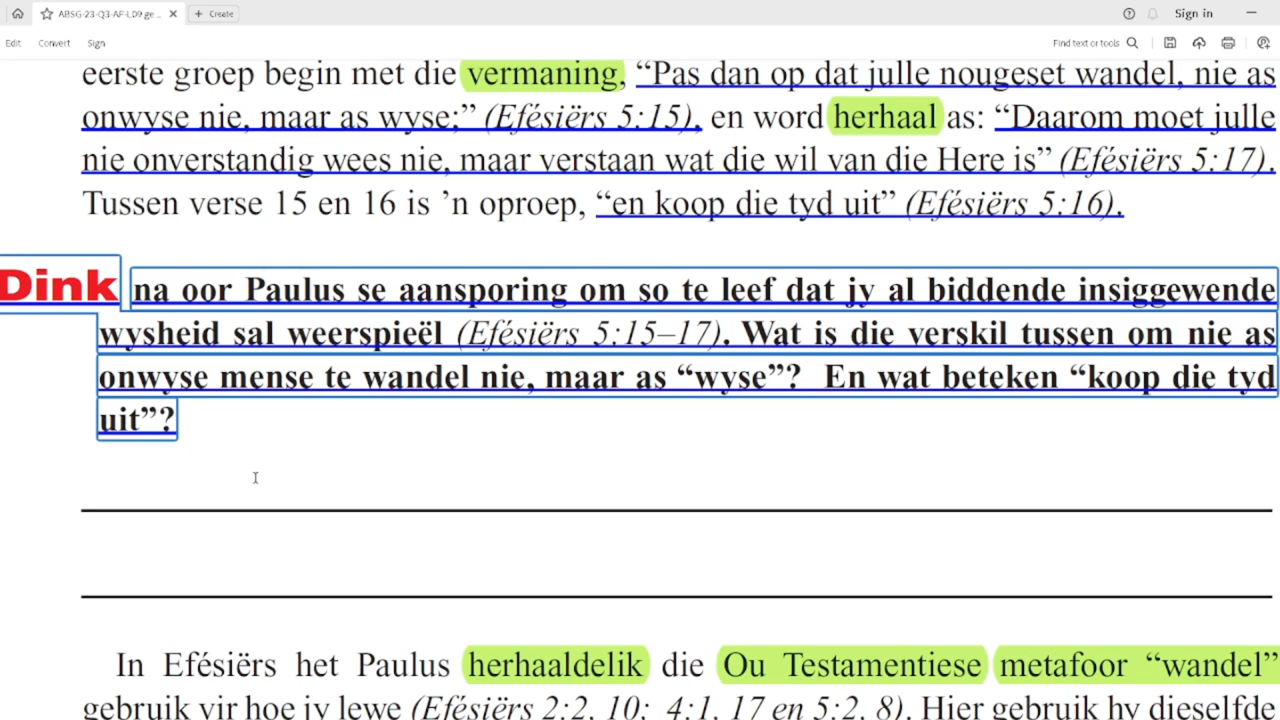 ABSG-23-Q3-AF-LD9 ge ...
Create
Sign in
Edit Convert Sign
Find text or tools
eerste groep begin met die vermaning, “Pas dan op dat julle nougeset wandel, nie as
onwyse nie, maar as wyse;” (Efésiërs 5:15), en word herhaal as: “Daarom moet julle
nie onverstandig wees nie, maar verstaan wat die wil van die Here is” (Efésiërs 5:17).
Tussen verse 15 en 16 is ’n oproep, “en koop die tyd uit” (Efésiërs 5:16).
Dink na oor Paulus se aansporing om so te leef dat jy al biddende insiggewende
wysheid sal weerspieël (Efésiërs 5:15–17). Wat is die verskil tussen om nie as
onwyse mense te wandel nie, maar as “wyse”? En wat beteken “koop die tyd
uit”?
In Efésiërs het Paulus herhaaldelik die Ou Testamentiese metafoor “wandel”
gebruik vir hoe jy lewe (Efésiërs 2:2, 10; 4:1, 17 en 5:2, 8). Hier gebruik hy dieselfde